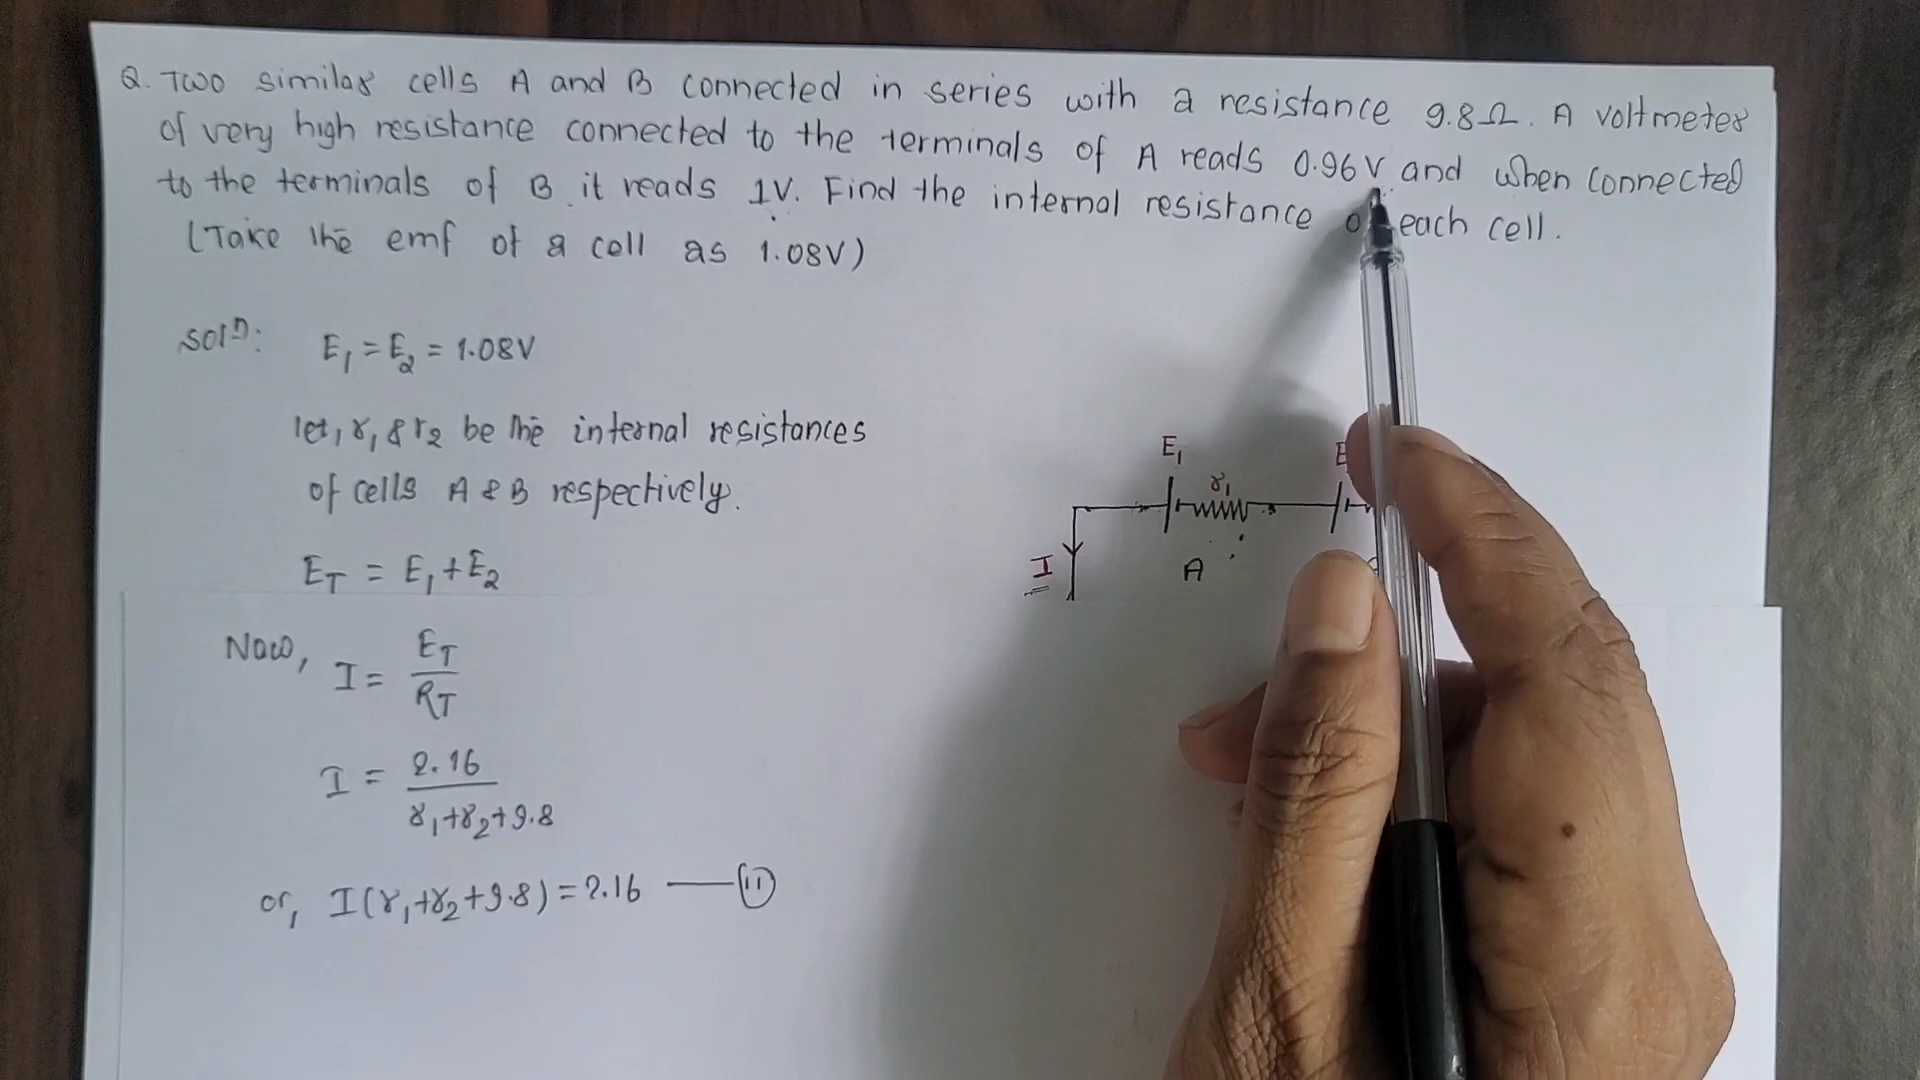 Q. Two similar cells A and B connected in series with a resistance 9.8Ω. A voltmeter
of very high resistance connected to the terminals of A reads 0.96V and when connected
to the terminals of B it reads 1V. Find the internal resistance each cell.
(Take the emf of a cell as 1.08V)
Solⁿ:
E₁ = E₂ = 1.08V
let, r₁ & r₂ be the internal resistances
of cells A & B respectively.
E_T = E₁ + E₂
E₁
r₁
E
I
A
Now, I = E_T / R_T
I = 2.16 / r₁+r₂+9.8
or, I(r₁+r₂+9.8) = 2.16 —— (ii)